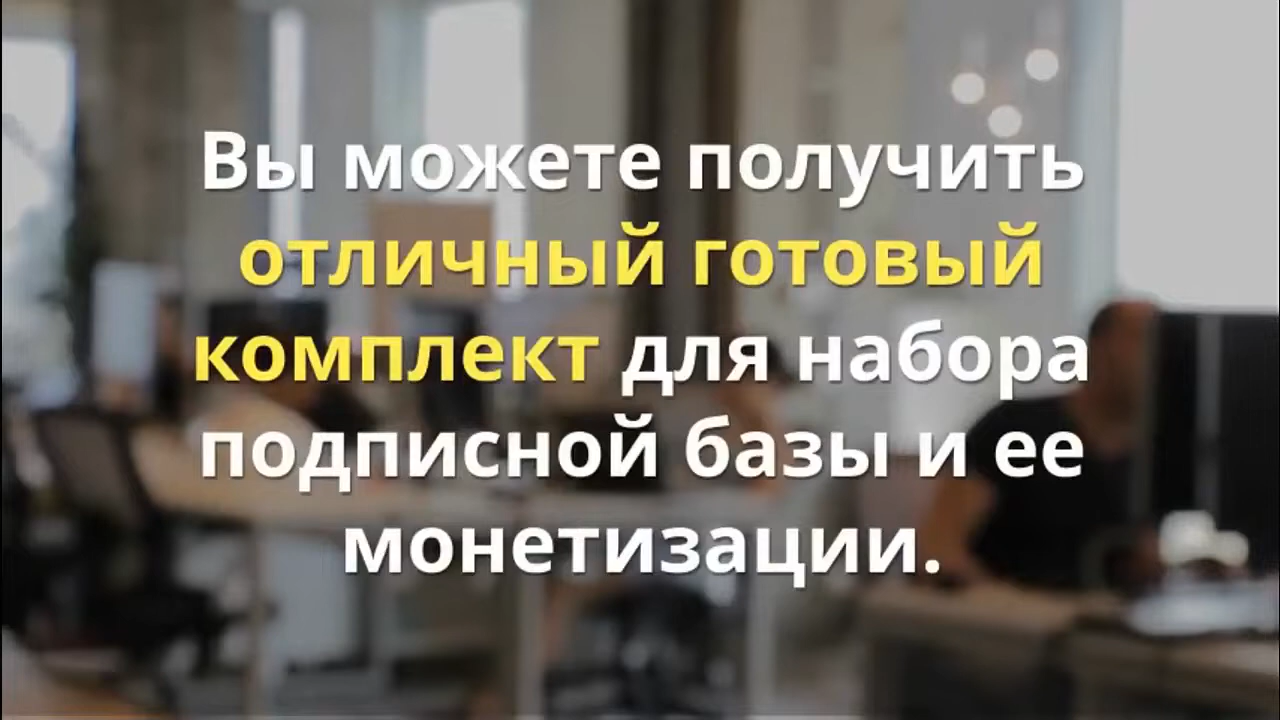 Вы можете получить
отличный готовый
комплект для набора
подписной базы и ее
монетизации.